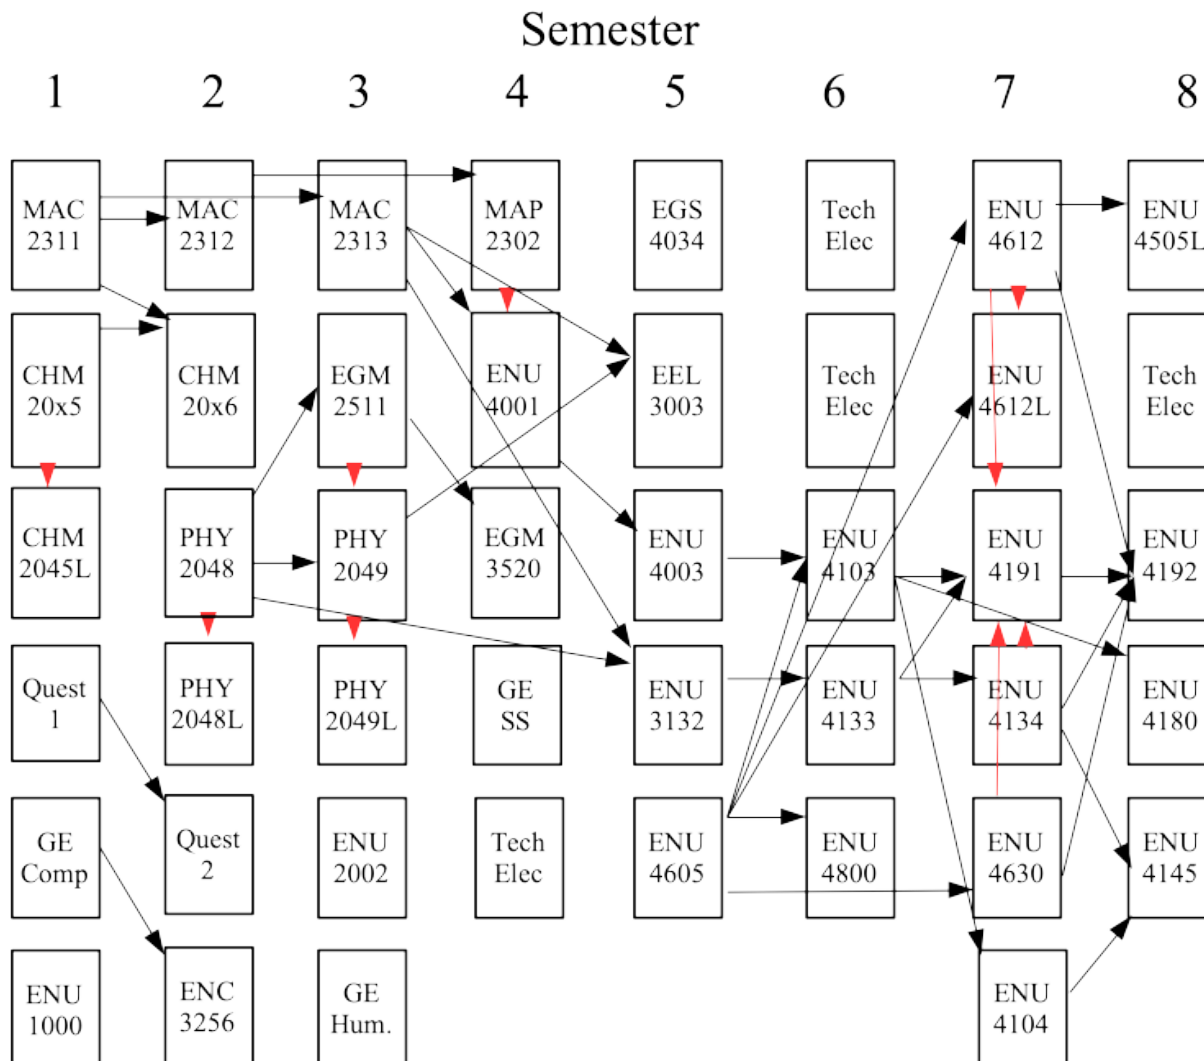 Semester
1 2 3 4 5 6 7 8
MAC
2311
MAC
2312
MAC
2313
MAP
2302
EGS
4034
Tech
Elec
ENU
4612
ENU
4505L
CHM
20x5
CHM
20x6
EGM
2511
ENU
4001
EEL
3003
Tech
Elec
ENU
4612L
Tech
Elec
CHM
2045L
PHY
2048
PHY
2049
EGM
3520
ENU
4003
ENU
4103
ENU
4191
ENU
4192
Quest
1
PHY
2048L
PHY
2049L
GE
SS
ENU
3132
ENU
4133
ENU
4134
ENU
4180
GE
Comp
Quest
2
ENU
2002
Tech
Elec
ENU
4605
ENU
4800
ENU
4630
ENU
4145
ENU
1000
ENC
3256
GE
Hum.
ENU
4104